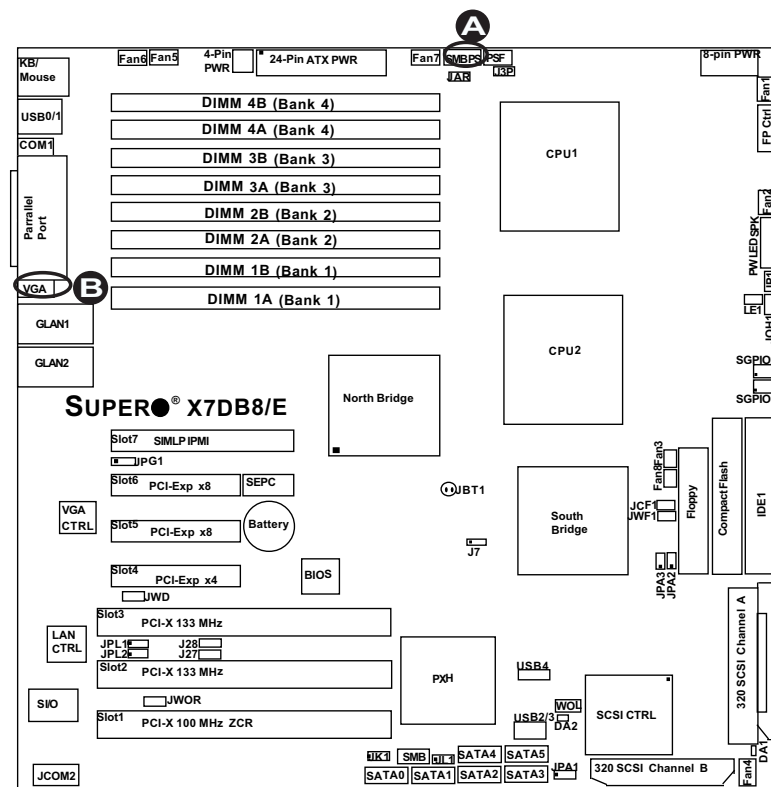 A
Fan6
Fan5
4-Pin
PWR
24-Pin ATX PWR
Fan7
SMBPS
PSF
8-pin PWR
KB/
Mouse
JAR
J3P
Fan1
USB0/1
DIMM 4B (Bank 4)
FP Ctrl
DIMM 4A (Bank 4)
COM1
DIMM 3B (Bank 3)
CPU1
DIMM 3A (Bank 3)
Fan2
Parrallel
Port
DIMM 2B (Bank 2)
PWLEDSPK
DIMM 2A (Bank 2)
DIMM 1B (Bank 1)
JP1
VGA
B
DIMM 1A (Bank 1)
LE1
JOH1
GLAN1
GLAN2
CPU2
SGPIO
SGPIO
SUPER® X7DB8/E
North Bridge
Slot7
SIMLP IPMI
JPG1
Slot6
PCI-Exp x8
SEPC
JBT1
Fan3
Fan8
Floppy
CompactFlash
IDE1
VGA
CTRL
Slot5
PCI-Exp x8
Battery
South
Bridge
JCF1
JWF1
J7
Slot4
PCI-Exp x4
BIOS
JPA3
JPA2
JWD
Slot3
PCI-X 133 MHz
LAN
CTRL
JPL1
JPL2
J28
J27
Slot2
PCI-X 133 MHz
PXH
USB4
320 SCSI Channel A
SI/O
JWOR
WOL
SCSI CTRL
Slot1
PCI-X 100 MHz ZCR
USB2/3
DA2
DA1
JK1
SMB
JL1
SATA4
SATA5
JCOM2
SATA0
SATA1
SATA2
SATA3
JPA1
320 SCSI Channel B
Fan4